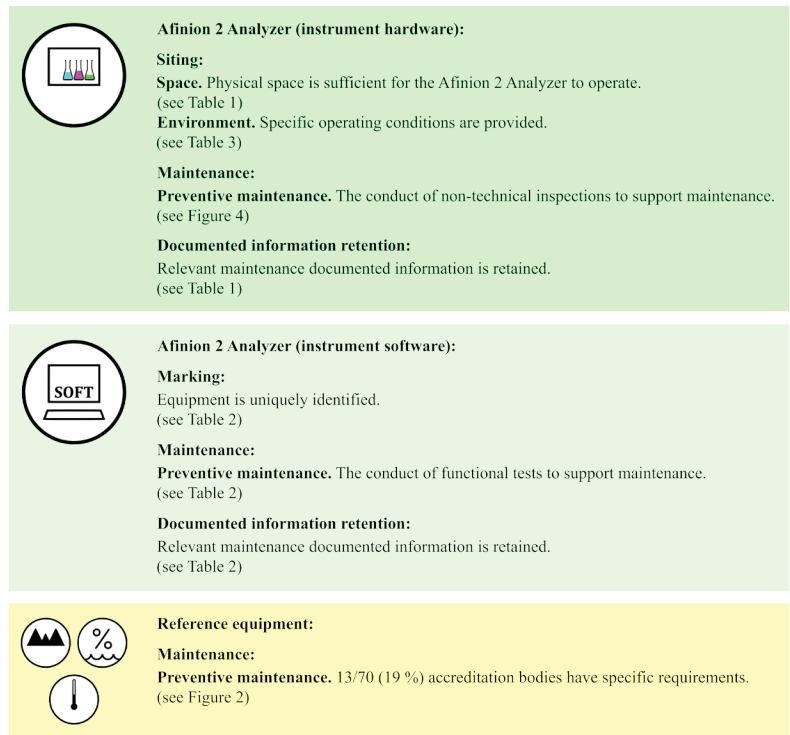 Afinion 2 Analyzer (instrument hardware):
Siting:
Space. Physical space is sufficient for the Afinion 2 Analyzer to operate.
(see Table 1)
Environment. Specific operating conditions are provided.
(see Table 3)
Maintenance:
Preventive maintenance. The conduct of non-technical inspections to support maintenance.
(see Figure 4)
Documented information retention:
Relevant maintenance documented information is retained.
(see Table 1)
SOFT
Afinion 2 Analyzer (instrument software):
Marking:
Equipment is uniquely identified.
(see Table 2)
Maintenance:
Preventive maintenance. The conduct of functional tests to support maintenance.
(see Table 2)
Documented information retention:
Relevant maintenance documented information is retained.
(see Table 2)
%
Reference equipment:
Maintenance:
Preventive maintenance. 13/70 (19 %) accreditation bodies have specific requirements.
(see Figure 2)